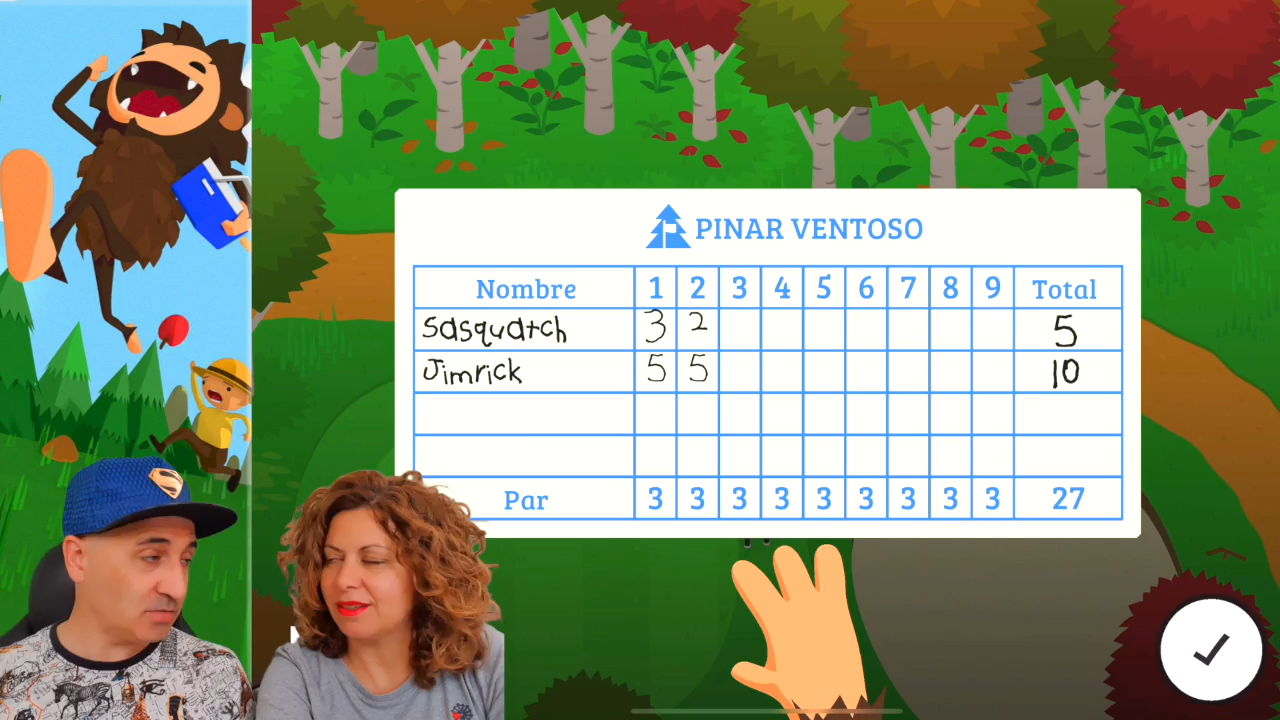 PINAR VENTOSO
Nombre 1 2 3 4 5 6 7 8 9 Total
Sasquatch 3 2 5
Jimrick 5 5 10
Par 3 3 3 3 3 3 3 3 3 27